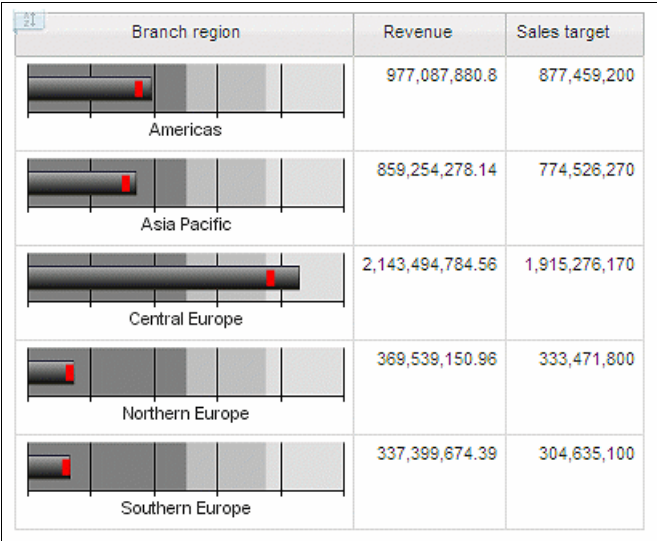 Branch region Revenue Sales target
977,087,880.8 877,459,200
Americas
859,254,278.14 774,526,270
Asia Pacific
2,143,494,784.56 1,915,276,170
Central Europe
369,539,150.96 333,471,800
Northern Europe
337,399,674.39 304,635,100
Southern Europe